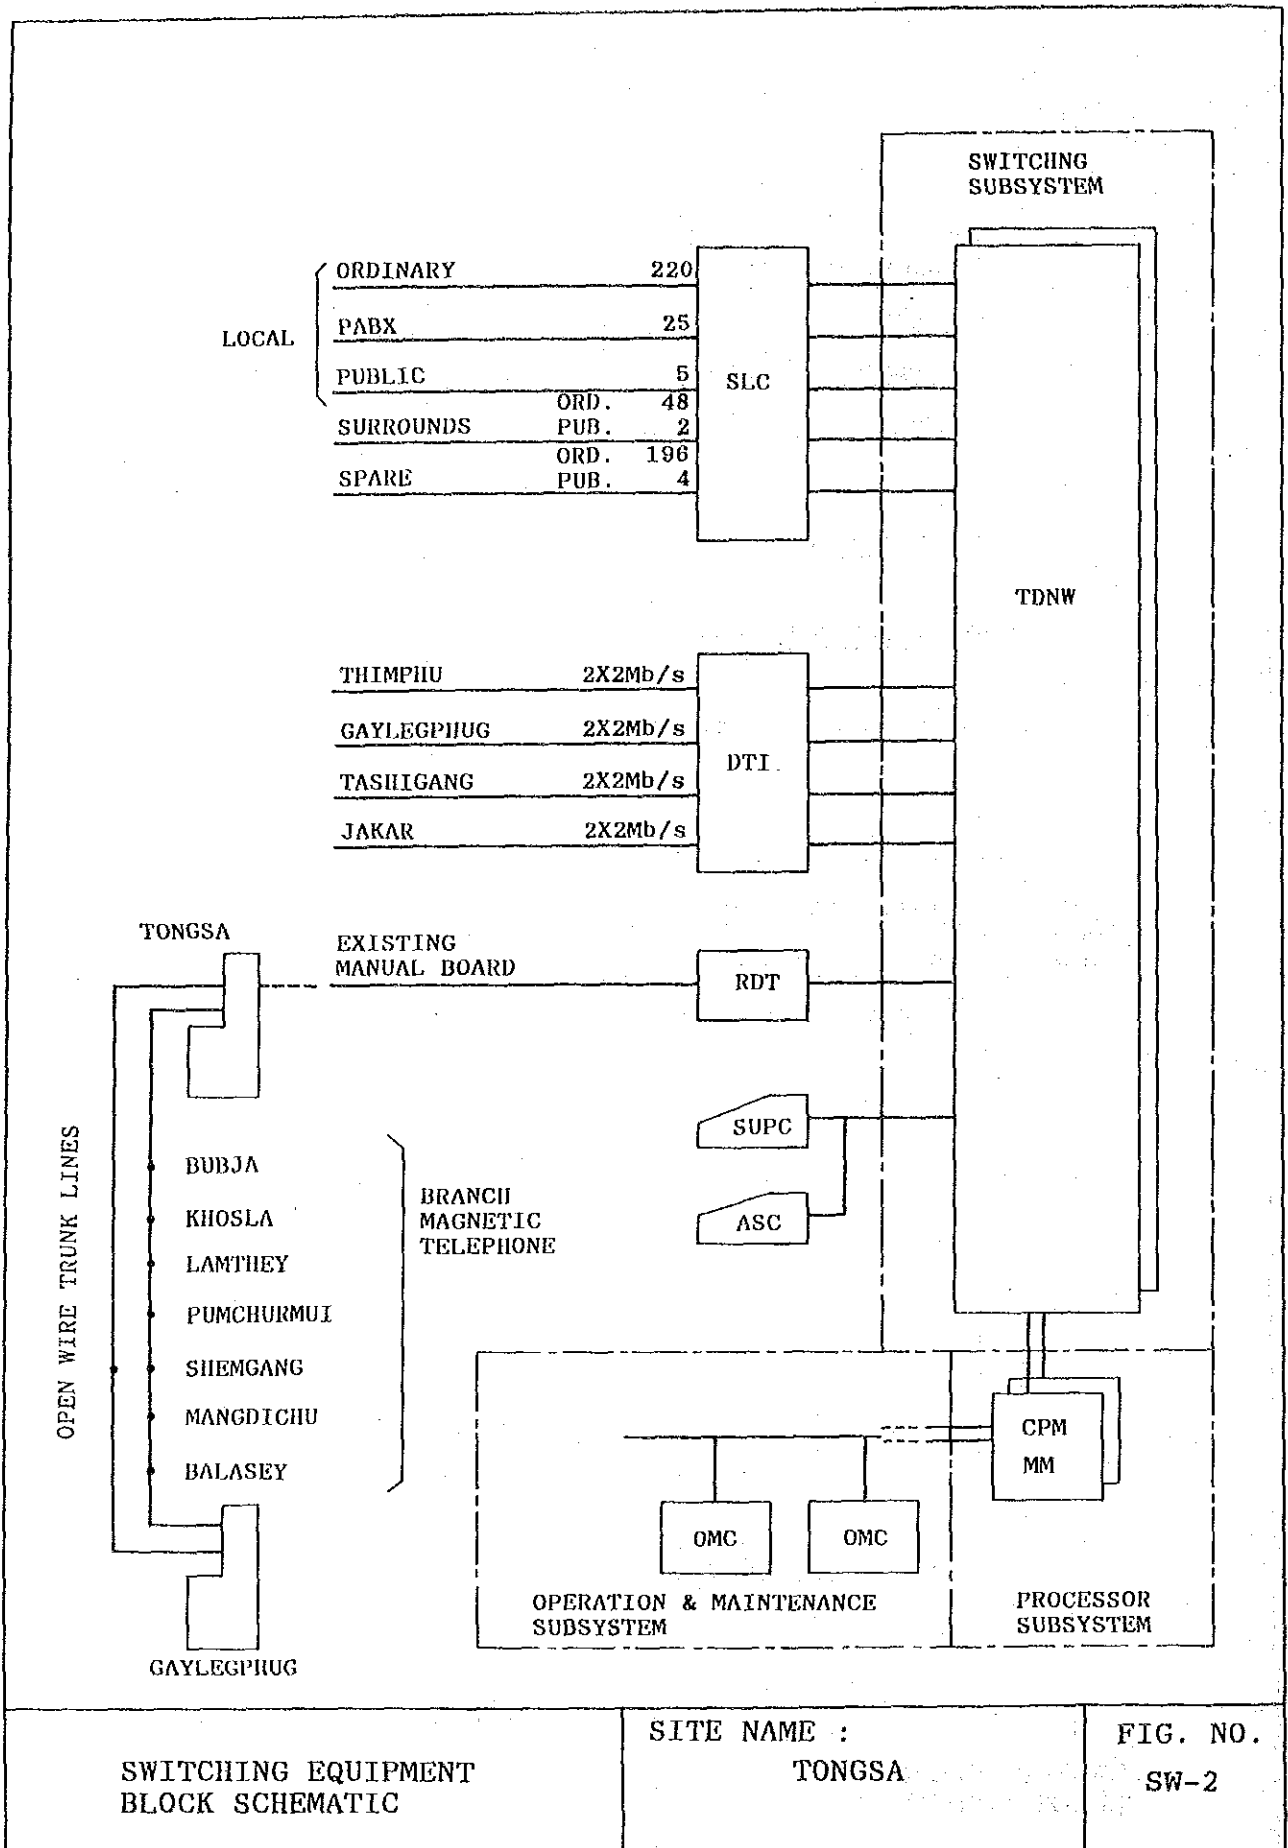 SWITCHNG
SUBSYSTEM
LOCAL
ORDINARY 220
PABX 25
PUBLIC 5
SURROUNDS ORD. 48
PUB. 2
SPARE ORD. 196
PUB. 4
SLC
TDNW
THIMPHU 2X2Mb/s
GAYLEGPHUG 2X2Mb/s
TASHIGANG 2X2Mb/s
JAKAR 2X2Mb/s
DTI
TONGSA
EXISTING
MANUAL BOARD
RDT
SUPC
ASC
OPEN WIRE TRUNK LINES
BUBJA
KHOSLA
LAMTHEY
PUMCHURMUI
SHEMGANG
MANGDICHU
BALASEY
BRANCH
MAGNETIC
TELEPHONE
GAYLEGPHUG
CPM
MM
OMC
OMC
OPERATION & MAINTENANCE
SUBSYSTEM
PROCESSOR
SUBSYSTEM
SWITCHING EQUIPMENT
BLOCK SCHEMATIC
SITE NAME :
TONGSA
FIG. NO.
SW-2